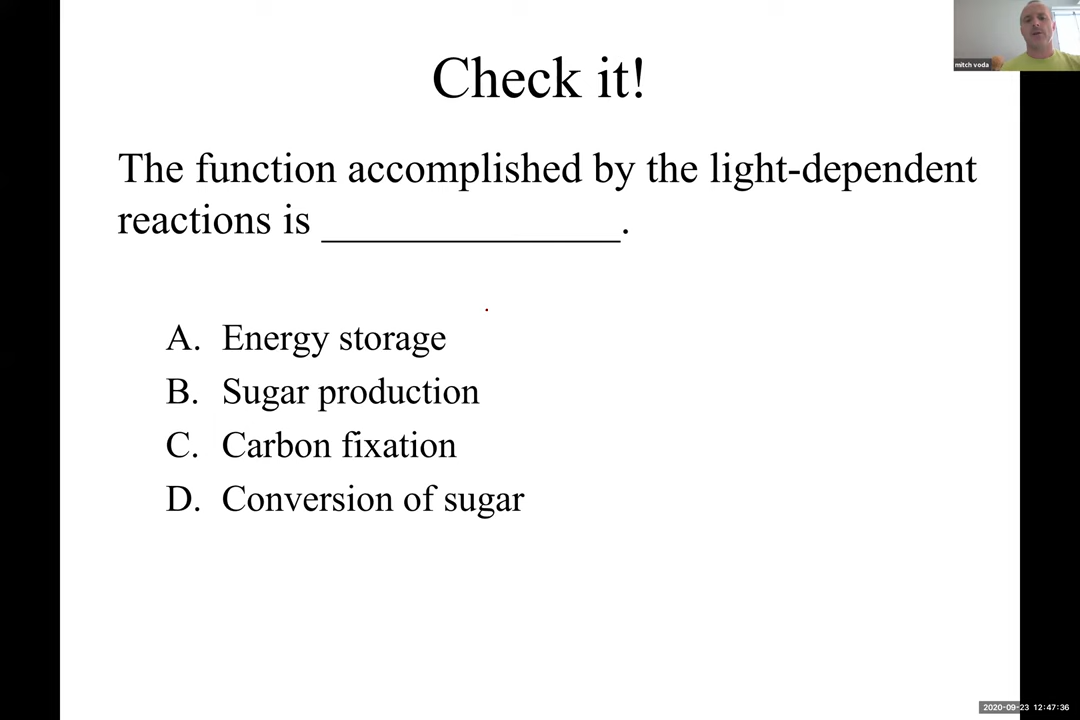 Check it!
mitch voda
The function accomplished by the light-dependent
reactions is ______________.
A. Energy storage
B. Sugar production
C. Carbon fixation
D. Conversion of sugar
2020-09-23 12:47:36